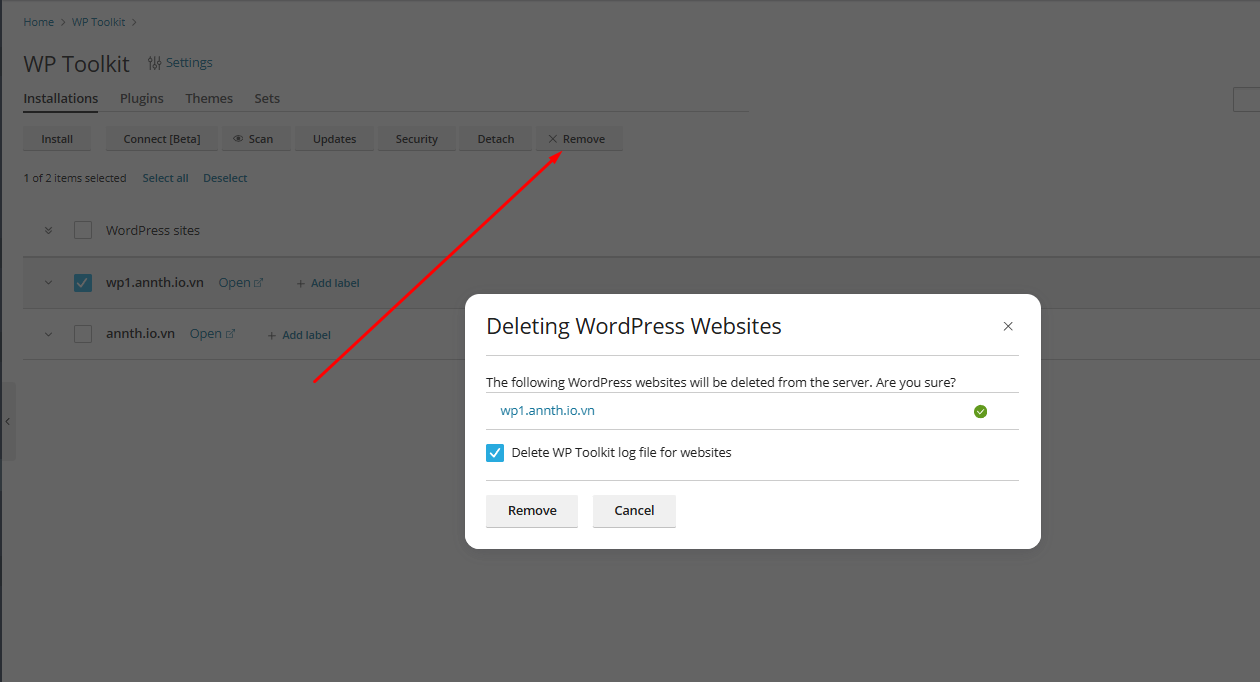 Home > WP Toolkit >
WP Toolkit Settings
Installations Plugins Themes Sets
Install Connect [Beta] Scan Updates Security Detach Remove
1 of 2 items selected Select all Deselect
WordPress sites
wp1.annth.io.vn Open + Add label
annth.io.vn Open + Add label
Deleting WordPress Websites
The following WordPress websites will be deleted from the server. Are you sure?
wp1.annth.io.vn
Delete WP Toolkit log file for websites
Remove Cancel